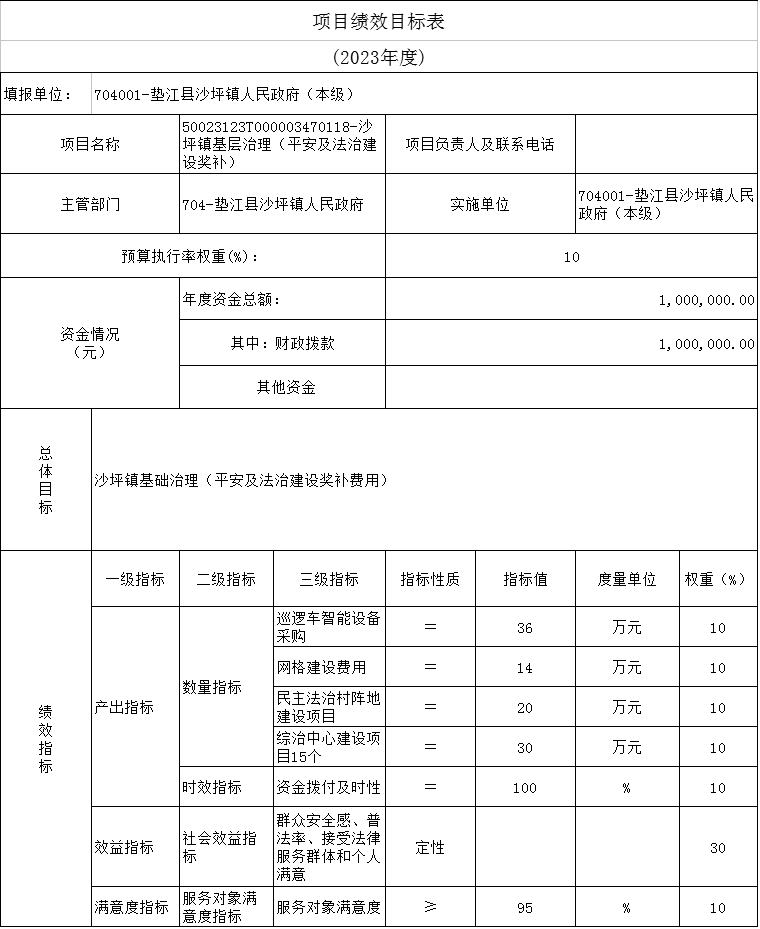 项目绩效目标表
(2023年度)
填报单位：
704001-垫江县沙坪镇人民政府（本级）
项目名称
50023123T000003470118-沙
坪镇基层治理（平安及法治建
设奖补）
项目负责人及联系电话
主管部门
704-垫江县沙坪镇人民政府
实施单位
704001-垫江县沙坪镇人民
政府（本级）
预算执行率权重(%)：
10
资金情况
（元）
年度资金总额：
1,000,000.00
其中：财政拨款
1,000,000.00
其他资金
总
体
目
标
沙坪镇基础治理（平安及法治建设奖补费用）
绩
效
指
标
一级指标
二级指标
三级指标
指标性质
指标值
度量单位
权重（%）
产出指标
数量指标
巡逻车智能设备
采购
＝
36
万元
10
网格建设费用
＝
14
万元
10
民主法治村阵地
建设项目
＝
20
万元
10
综治中心建设项
目15个
＝
30
万元
10
时效指标
资金拨付及时性
＝
100
%
10
效益指标
社会效益指
标
群众安全感、普
法率、接受法律
服务群体和个人
满意
定性
30
满意度指标
服务对象满
意度指标
服务对象满意度
≥
95
%
10